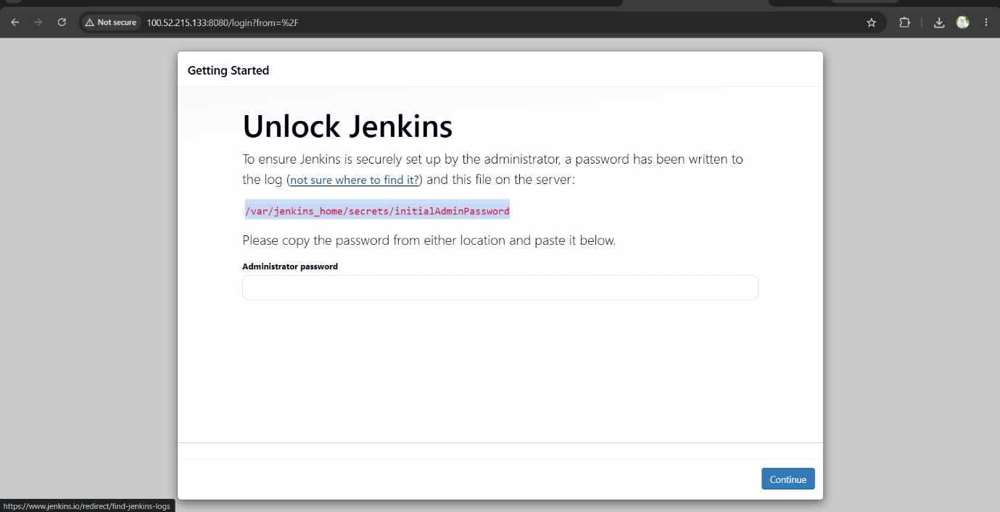 Not secure
100.52.215.133:8080/login?from=%2F
Getting Started
Unlock Jenkins
To ensure Jenkins is securely set up by the administrator, a password has been written to
the log (not sure where to find it?) and this file on the server:
/var/jenkins_home/secrets/initialAdminPassword
Please copy the password from either location and paste it below.
Administrator password
Continue
https://www.jenkins.io/redirect/find-jenkins-logs